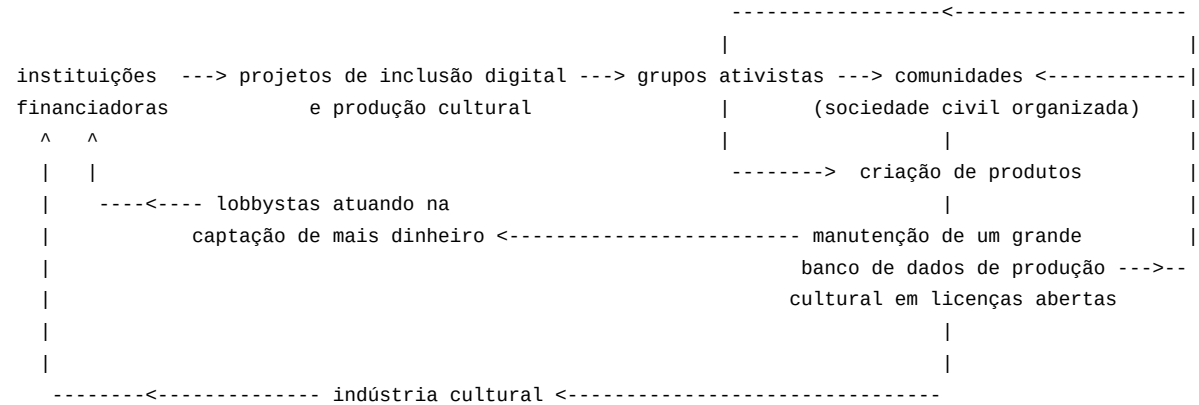 ------------------<--------------------
| |
instituições ---> projetos de inclusão digital ---> grupos ativistas ---> comunidades <------------|
financiadoras e produção cultural | (sociedade civil organizada) |
^ ^ | | |
| | --------> criação de produtos |
| ----<---- lobbystas atuando na | |
| captação de mais dinheiro <------------------------ manutenção de um grande |
| banco de dados de produção --->--
| cultural em licenças abertas
| |
| |
--------<-------------- indústria cultural <--------------------------------